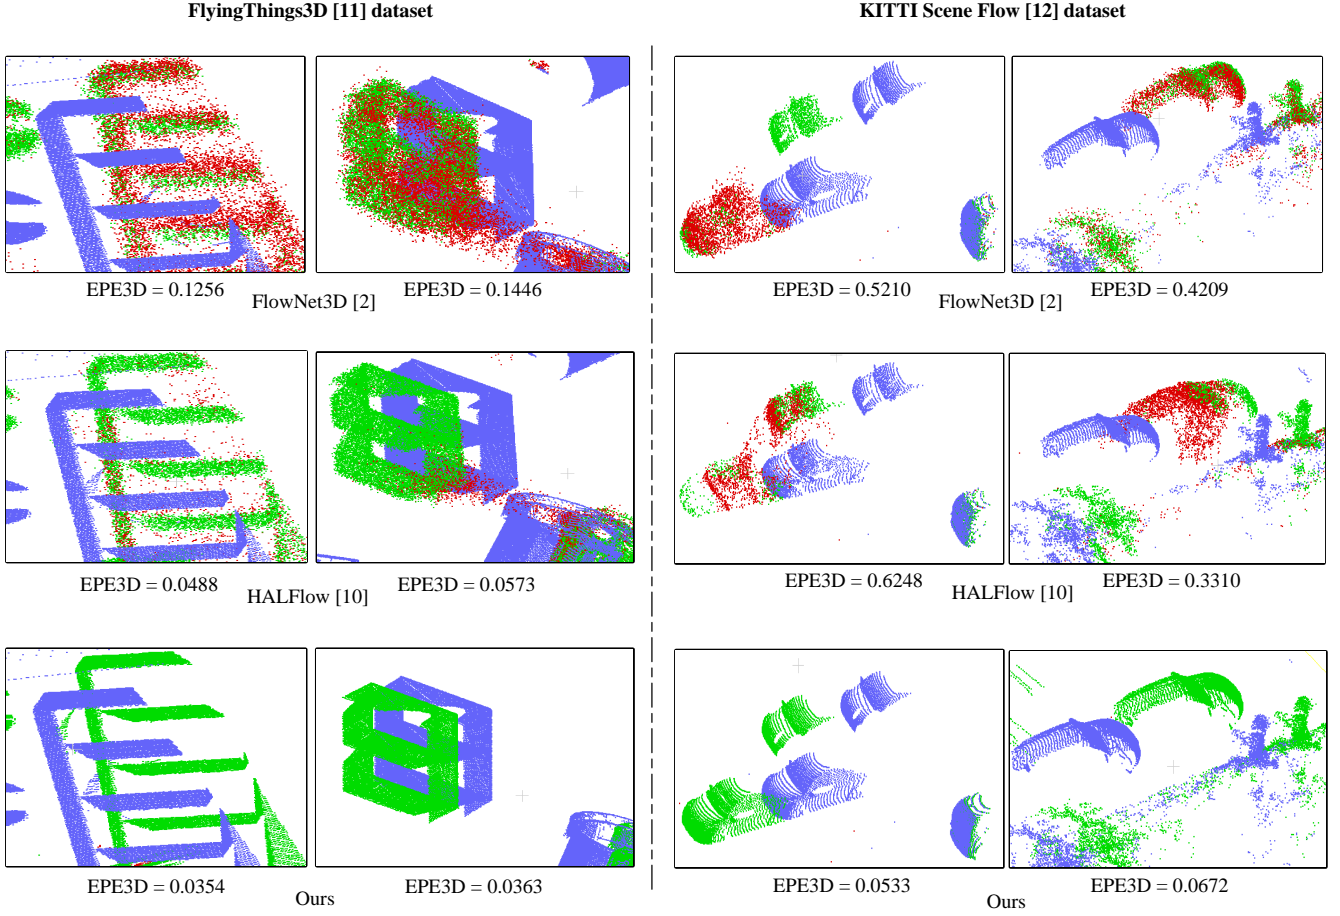 FlyingThings3D [11] dataset
KITTI Scene Flow [12] dataset
EPE3D = 0.1256
EPE3D = 0.1446
FlowNet3D [2]
EPE3D = 0.5210
EPE3D = 0.4209
FlowNet3D [2]
EPE3D = 0.0488
EPE3D = 0.0573
HALFlow [10]
EPE3D = 0.6248
EPE3D = 0.3310
HALFlow [10]
EPE3D = 0.0354
EPE3D = 0.0363
Ours
EPE3D = 0.0533
EPE3D = 0.0672
Ours